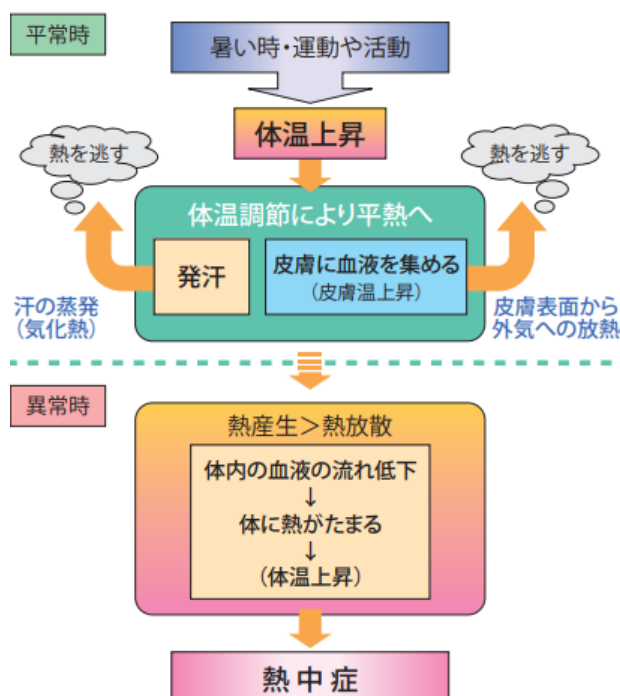 平常時
暑い時・運動や活動
体温上昇
熱を逃す
熱を逃す
体温調節により平熱へ
発汗
皮膚に血液を集める
(皮膚温上昇)
汗の蒸発
(気化熱)
皮膚表面から
外気への放熱
異常時
熱産生＞熱放散
体内の血液の流れ低下
↓
体に熱がたまる
↓
(体温上昇)
熱中症